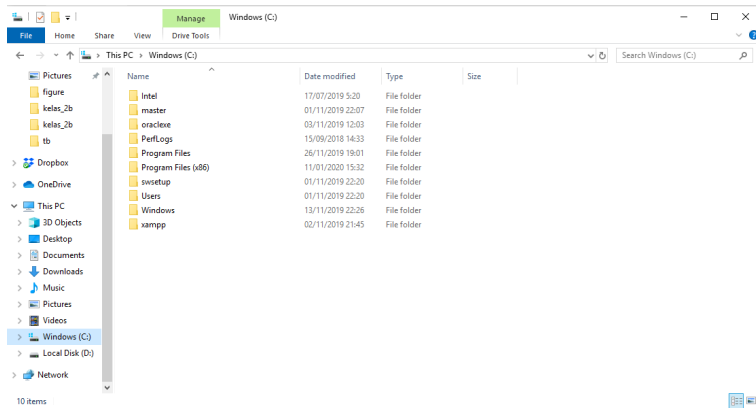 Manage Windows (C:)
File Home Share View Drive Tools
This PC > Windows (C:) Search Windows (C:)
Pictures
figure
kelas_2b
kelas_2b
tb
Dropbox
OneDrive
This PC
3D Objects
Desktop
Documents
Downloads
Music
Pictures
Videos
Windows (C:)
Local Disk (D:)
Network
Name Date modified Type Size
Intel 17/07/2019 5:20 File folder
master 01/11/2019 22:07 File folder
oraclexe 03/11/2019 12:03 File folder
PerfLogs 15/09/2018 14:33 File folder
Program Files 26/11/2019 19:01 File folder
Program Files (x86) 11/01/2020 15:32 File folder
swsetup 01/11/2019 22:20 File folder
Users 01/11/2019 22:20 File folder
Windows 13/11/2019 22:26 File folder
xampp 02/11/2019 21:45 File folder
10 items